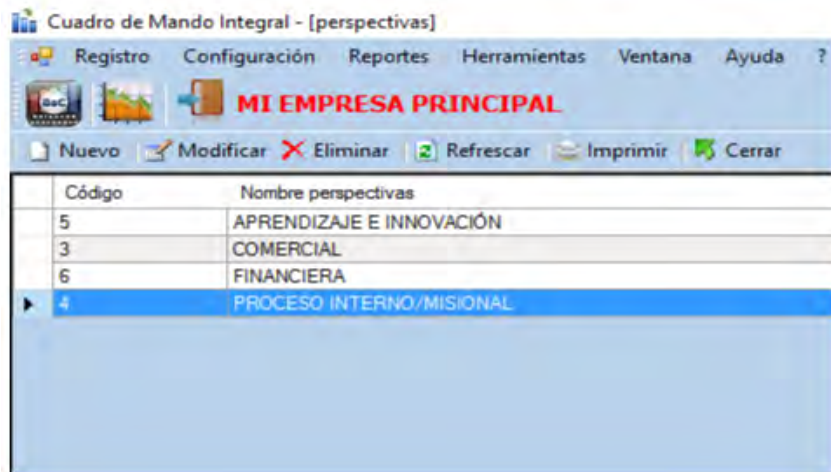 Cuadro de Mando Integral - [perspectivas]
Registro Configuración Reportes Herramientas Ventana Ayuda ?
BaC MI EMPRESA PRINCIPAL
Nuevo Modificar Eliminar Refrescar Imprimir Cerrar
Código Nombre perspectivas
5 APRENDIZAJE E INNOVACIÓN
3 COMERCIAL
6 FINANCIERA
4 PROCESO INTERNO/MISIONAL